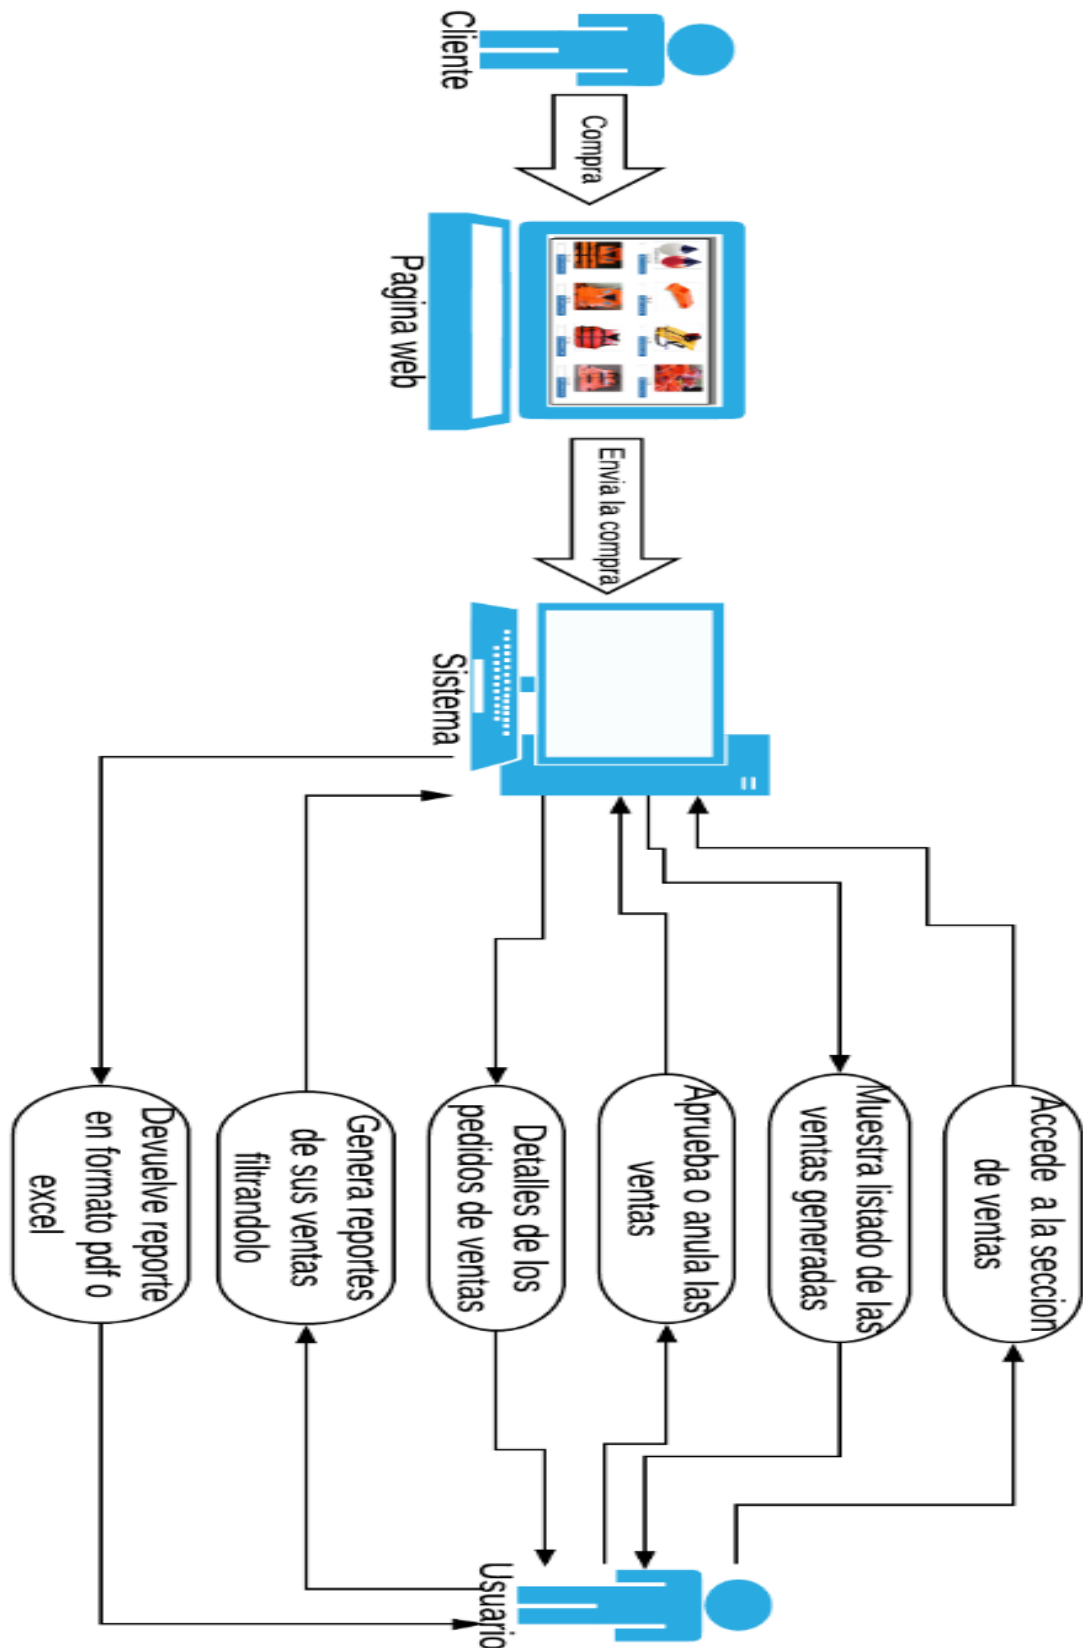 Cliente
Compra
Pagina web
Envia la compra
Sistema
Accede a la seccion
de ventas
Muestra listado de las
ventas generadas
Aprueba o anula las
ventas
Detalles de los
pedidos de ventas
Genera reportes
de sus ventas
filtrandolo
Devuelve reporte
en formato pdf o
excel
Usuario